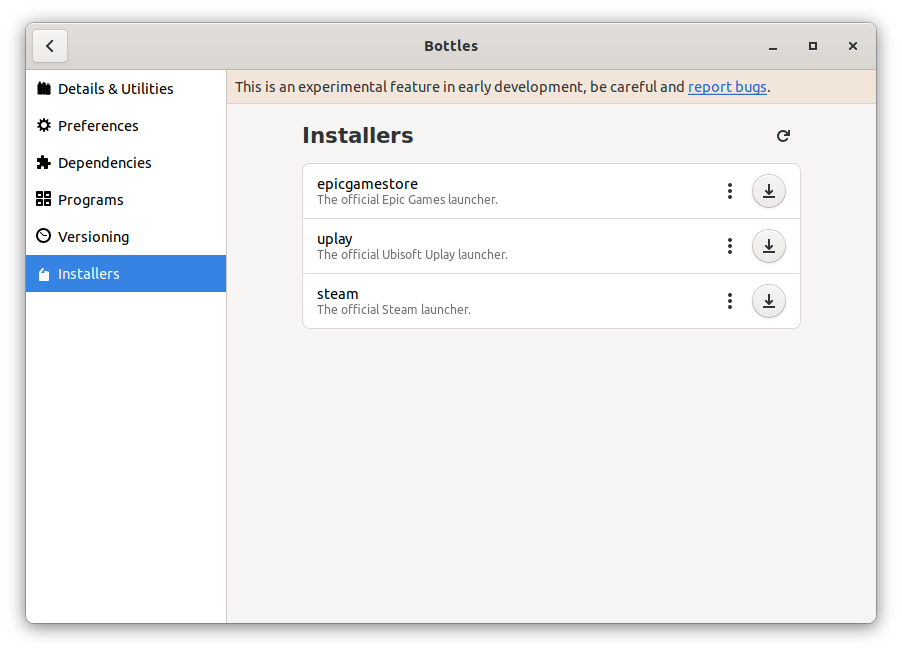 Bottles
Details & Utilities
Preferences
Dependencies
Programs
Versioning
Installers
This is an experimental feature in early development, be careful and report bugs.
Installers
epicgamestore
The official Epic Games launcher.
uplay
The official Ubisoft Uplay launcher.
steam
The official Steam launcher.